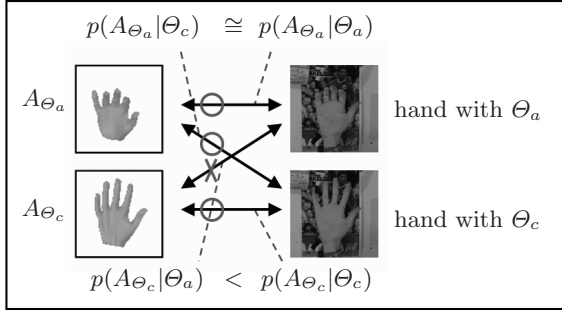 p(A_{Θ_a}|Θ_c) ≅ p(A_{Θ_a}|Θ_a)
A_{Θ_a}
hand with Θ_a
A_{Θ_c}
hand with Θ_c
p(A_{Θ_c}|Θ_a) < p(A_{Θ_c}|Θ_c)